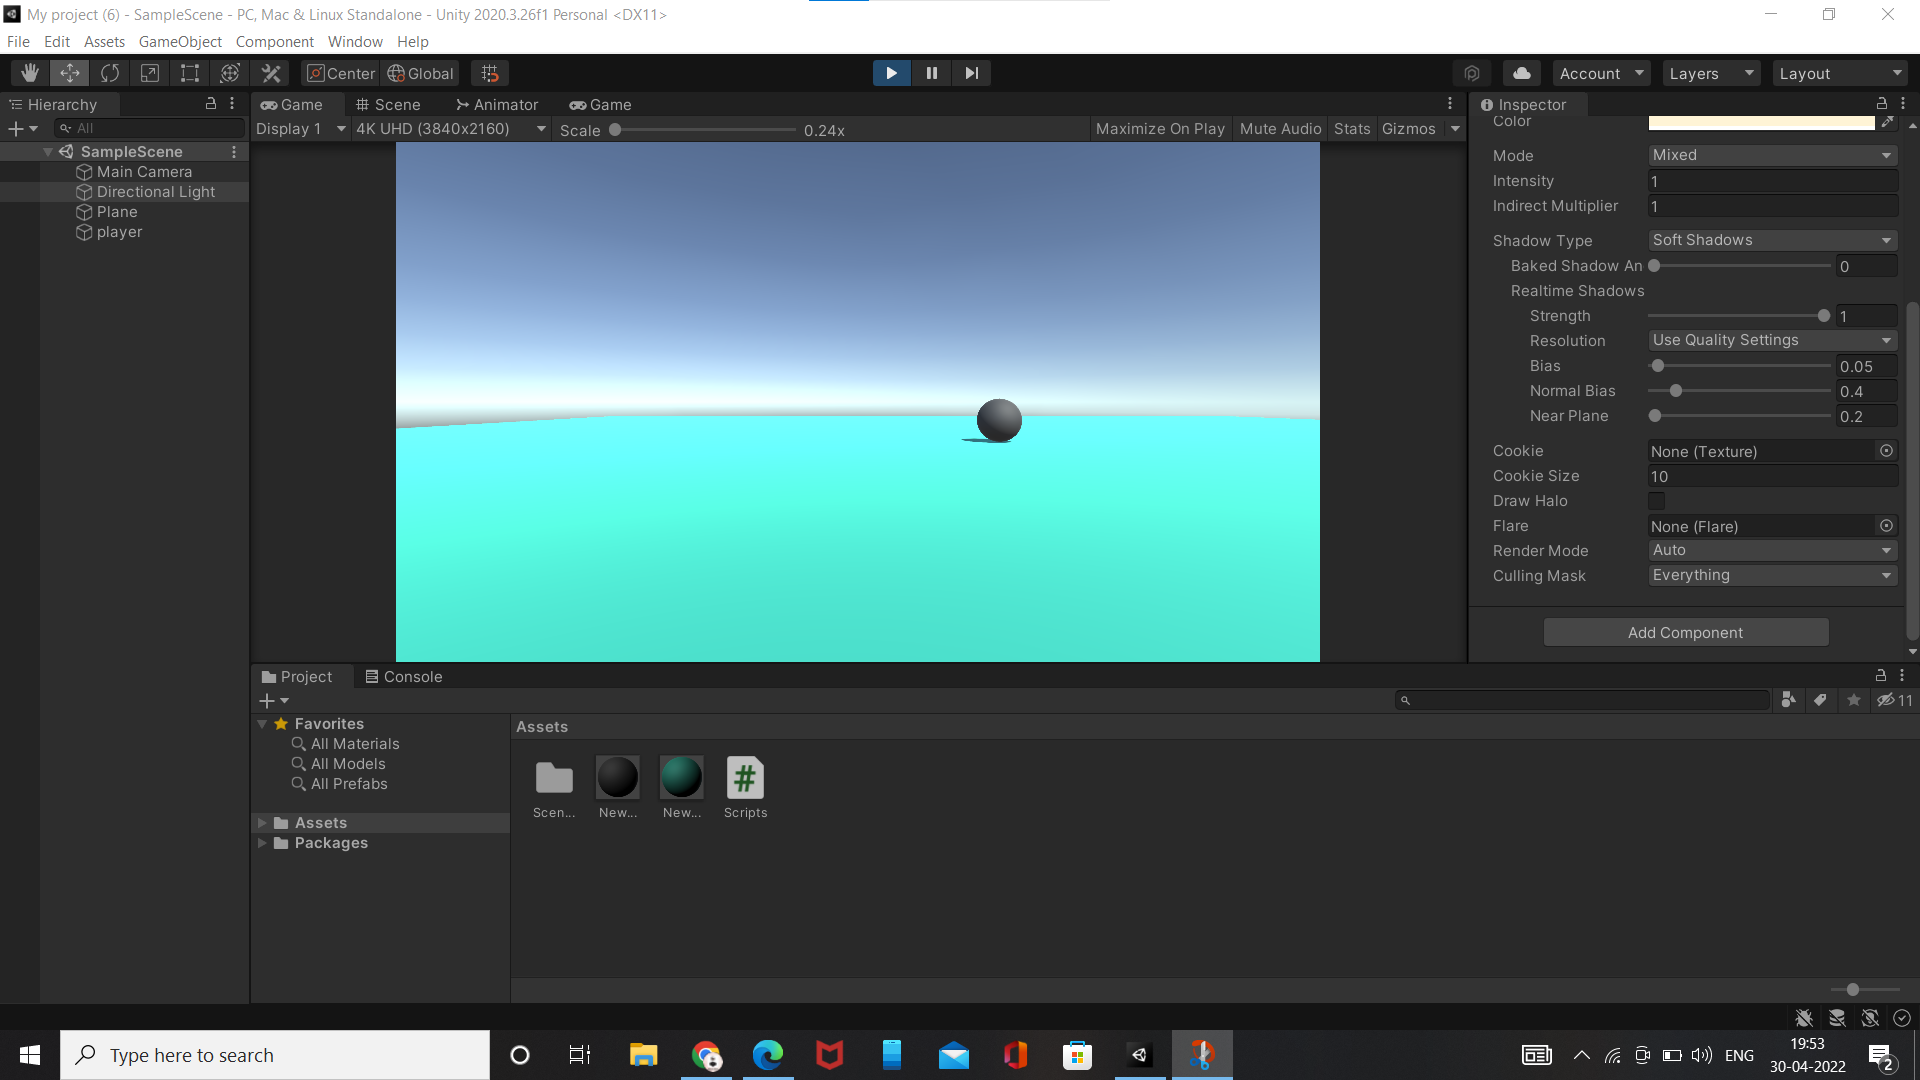 My project (6) - SampleScene - PC, Mac & Linux Standalone - Unity 2020.3.26f1 Personal <DX11>
File Edit Assets GameObject Component Window Help
Center Global Account Layers Layout
Hierarchy
All
SampleScene
Main Camera
Directional Light
Plane
player
Game Scene Animator Game
Display 1 4K UHD (3840x2160) Scale 0.24x Maximize On Play Mute Audio Stats Gizmos
Inspector
Color
Mode Mixed
Intensity 1
Indirect Multiplier 1
Shadow Type Soft Shadows
Baked Shadow An 0
Realtime Shadows
Strength 1
Resolution Use Quality Settings
Bias 0.05
Normal Bias 0.4
Near Plane 0.2
Cookie None (Texture)
Cookie Size 10
Draw Halo
Flare None (Flare)
Render Mode Auto
Culling Mask Everything
Add Component
Project Console
11
Favorites
All Materials
All Models
All Prefabs
Assets
Packages
Assets
Scen... New... New... Scripts
#
Type here to search
ENG
19:53
30-04-2022
2